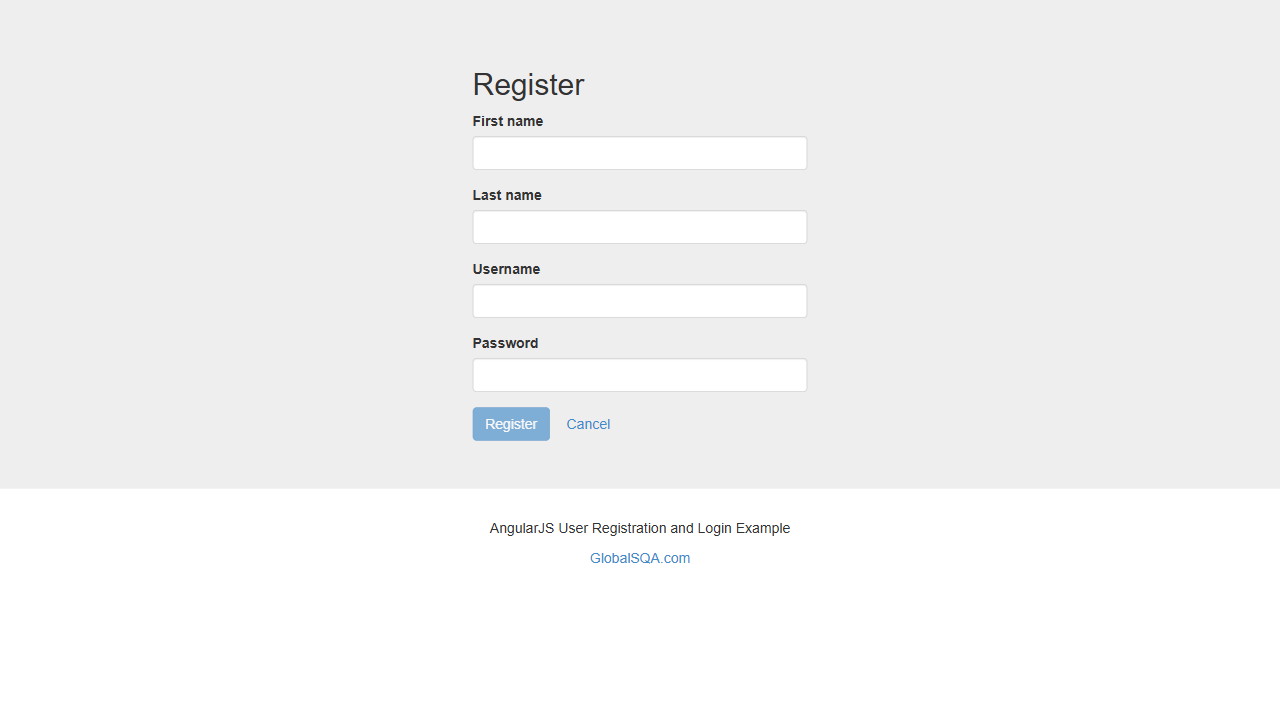 Register
First name
Last name
Username
Password
Register Cancel
AngularJS User Registration and Login Example
GlobalSQA.com